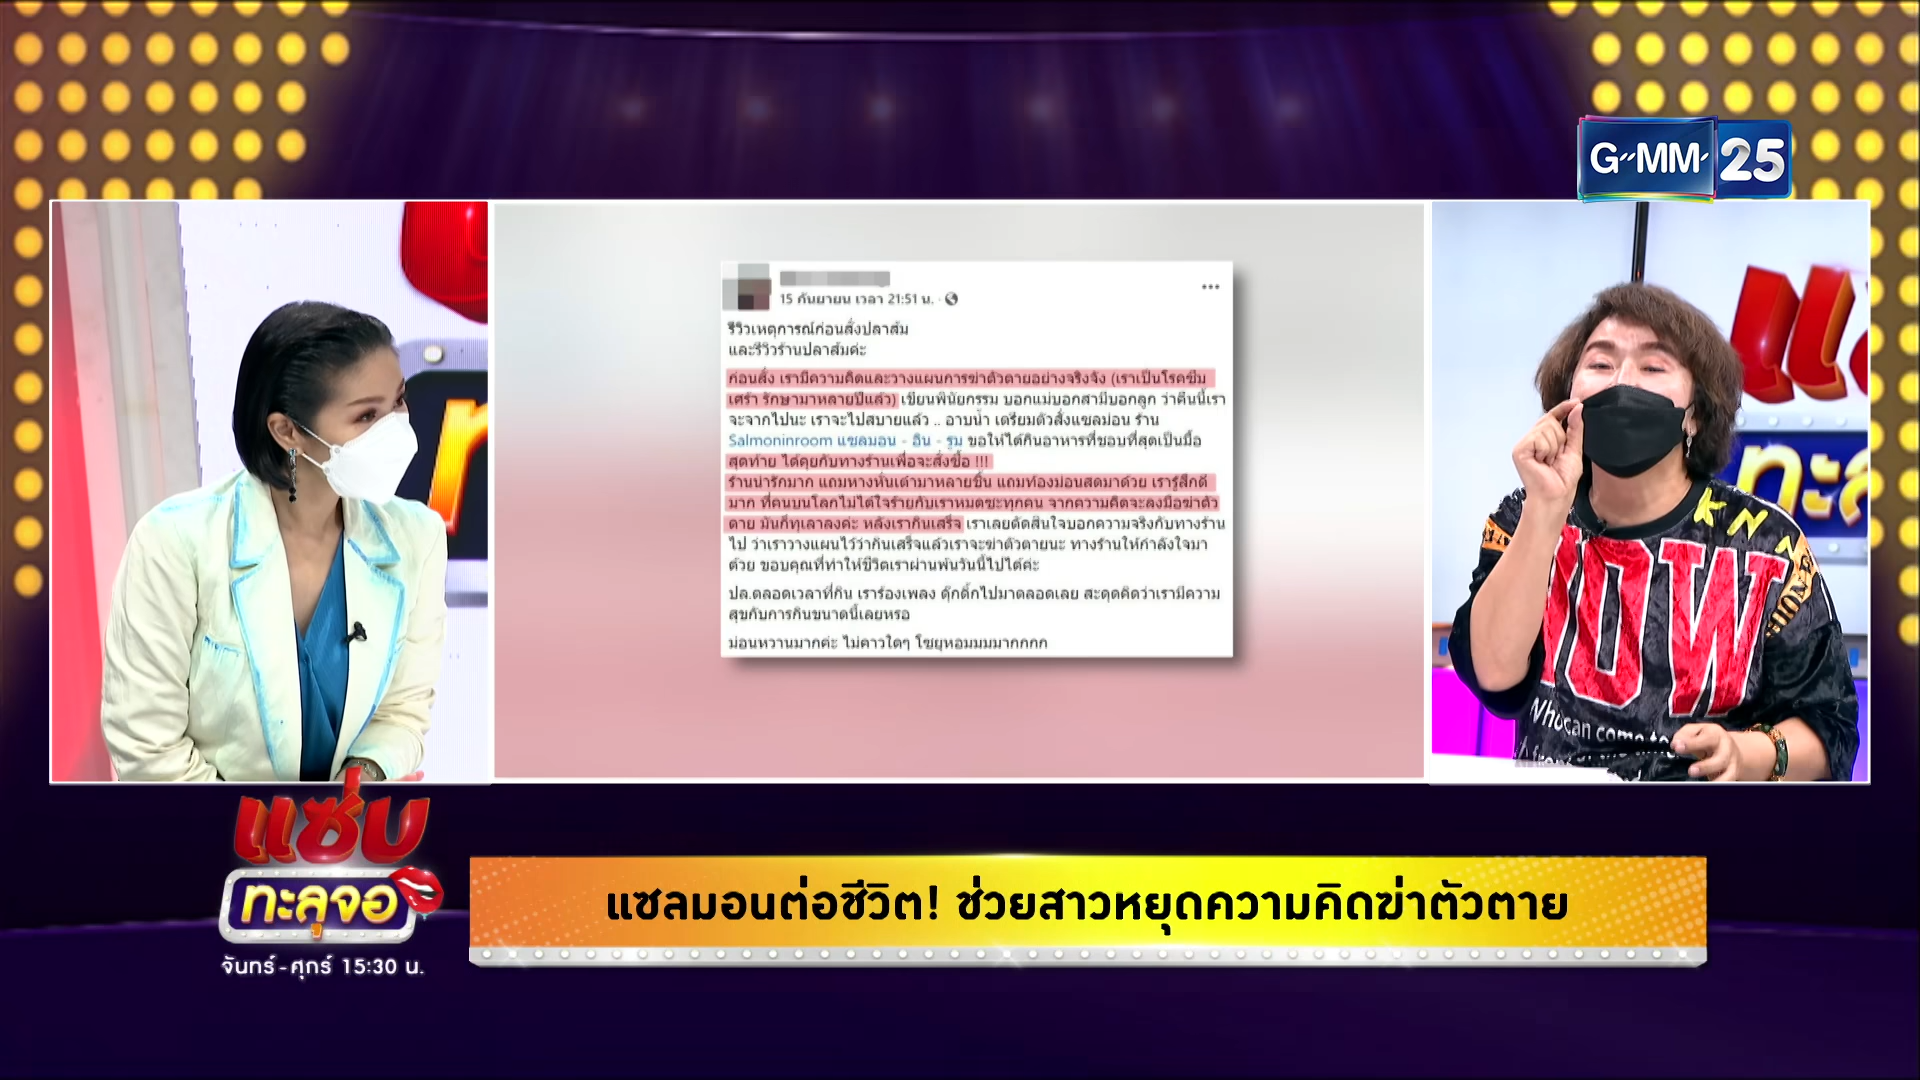 G-MM 25
15 กันยายน เวลา 21:51 น.
รีวิวเหตุการณ์ก่อนสั่งปลาส้ม
และรีวิวร้านปลาส้มค่ะ
ก่อนสั่ง เรามีความคิดและวางแผนการฆ่าตัวตายอย่างจริงจัง (เราเป็นโรคซึม
เศร้า รักษามาหลายปีแล้ว) เขียนพินัยกรรม บอกแม่บอกสามีบอกลูก ว่าคืนนี้เรา
จะจากไปนะ เราจะไปสบายแล้ว .. อาบน้ำ เตรียมตัวสั่งแซลม่อน ร้าน
Salmoninroom แซลมอน - อิน - รูม ขอให้ได้กินอาหารที่ชอบที่สุดเป็นมื้อ
สุดท้าย ได้คุยกับทางร้านเพื่อจะสั่งซื้อ !!!
ร้านน่ารักมาก แถมหางหั่นเต๋ามาหลายชิ้น แถมท้องม่อนสดมาด้วย เรารู้สึกดี
มาก ที่คนบนโลกไม่ได้ใจร้ายกับเราหมดซะทุกคน จากความคิดจะลงมือฆ่าตัว
ตาย มันก็ทุเลาลงค่ะ หลังเรากินเสร็จ เราเลยตัดสินใจบอกความจริงกับทางร้าน
ไป ว่าเราวางแผนไว้ว่ากินเสร็จแล้วเราจะฆ่าตัวตายนะ ทางร้านให้กำลังใจมา
ด้วย ขอบคุณที่ทำให้ชีวิตเราผ่านพ้นวันนี้ไปได้ค่ะ
ปล.ตลอดเวลาที่กิน เราร้องเพลง ดุ๊กดิ๊กไปมาตลอดเลย สะดุดคิดว่าเรามีความ
สุขกับการกินขนาดนี้เลยหรอ
ม่อนหวานมากค่ะ ไม่คาวใดๆ โชยุหอมมมมากกกก
KN
WOW
Who can come to
แซ่บ
ทะลุจอ
จันทร์-ศุกร์ 15:30 น.
แซลมอนต่อชีวิต! ช่วยสาวหยุดความคิดฆ่าตัวตาย